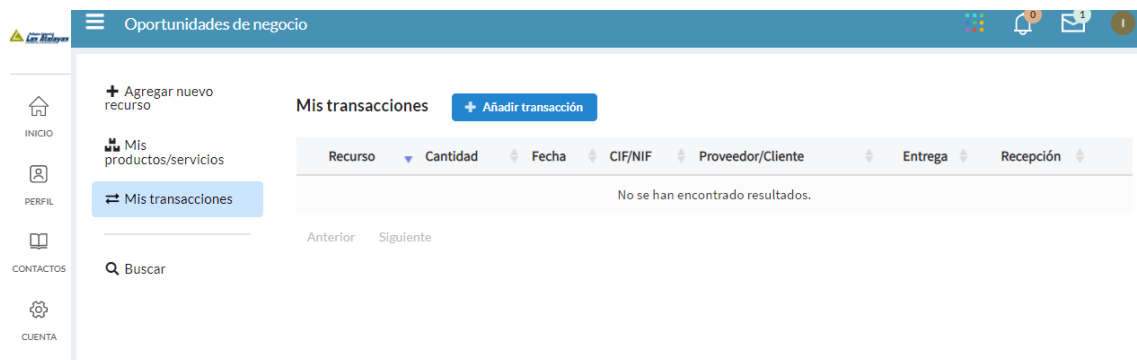 Las Atalayas
Oportunidades de negocio
0
1
I
INICIO
PERFIL
CONTACTOS
CUENTA
Agregar nuevo
recurso
Mis
productos/servicios
Mis transacciones
Buscar
Mis transacciones
Añadir transacción
Recurso Cantidad Fecha CIF/NIF Proveedor/Cliente Entrega Recepción
No se han encontrado resultados.
Anterior Siguiente